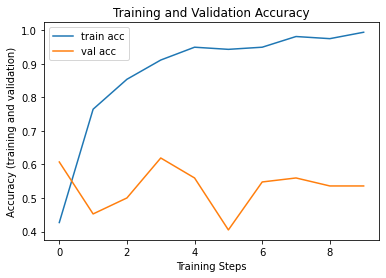 Training and Validation Accuracy
train acc
val acc
Accuracy (training and validation)
1.0
0.9
0.8
0.7
0.6
0.5
0.4
0
2
4
6
8
Training Steps